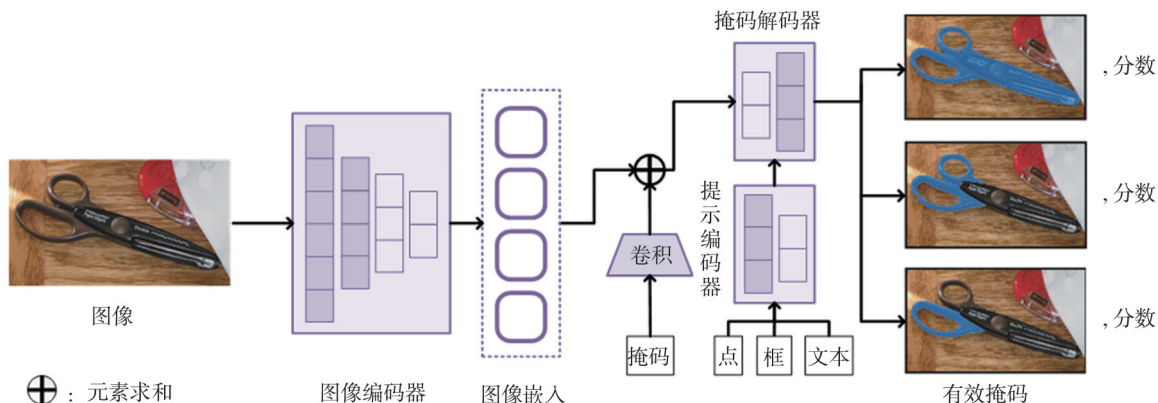 掩码解码器
, 分数
提示编码器
, 分数
卷积
图像
, 分数
掩码
点
框
文本
⊕ : 元素求和
图像编码器
图像嵌入
有效掩码